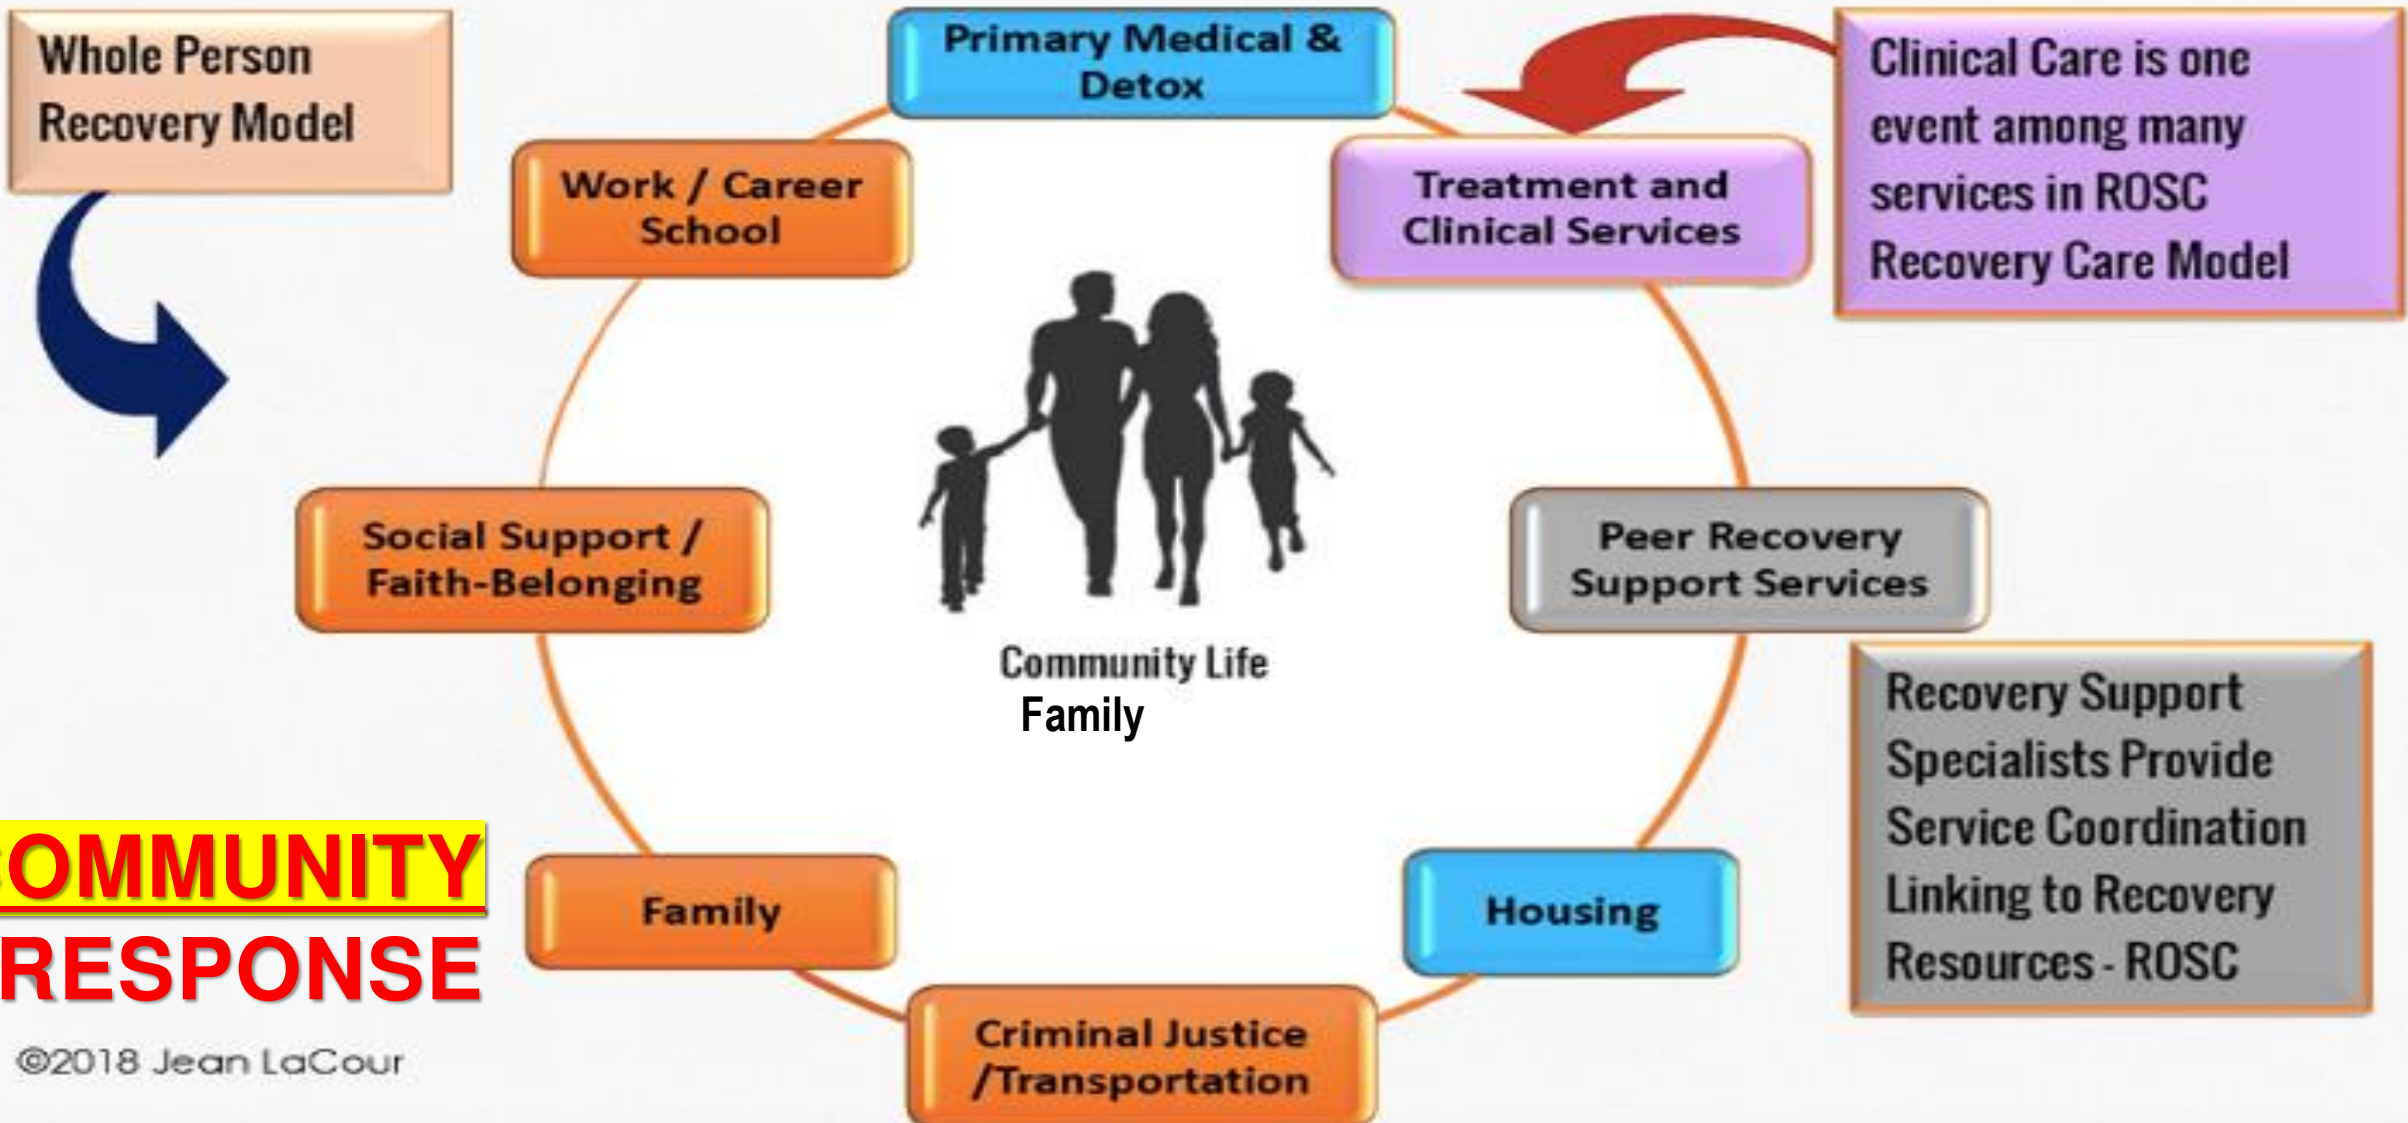 Whole Person
Recovery Model
Primary Medical &
Detox
Clinical Care is one
event among many
services in ROSC
Recovery Care Model
Work / Career
School
Treatment and
Clinical Services
Social Support /
Faith-Belonging
Peer Recovery
Support Services
Community Life
Family
Recovery Support
Specialists Provide
Service Coordination
Linking to Recovery
Resources - ROSC
COMMUNITY
RESPONSE
Family
Housing
Criminal Justice
/Transportation
©2018 Jean LaCour